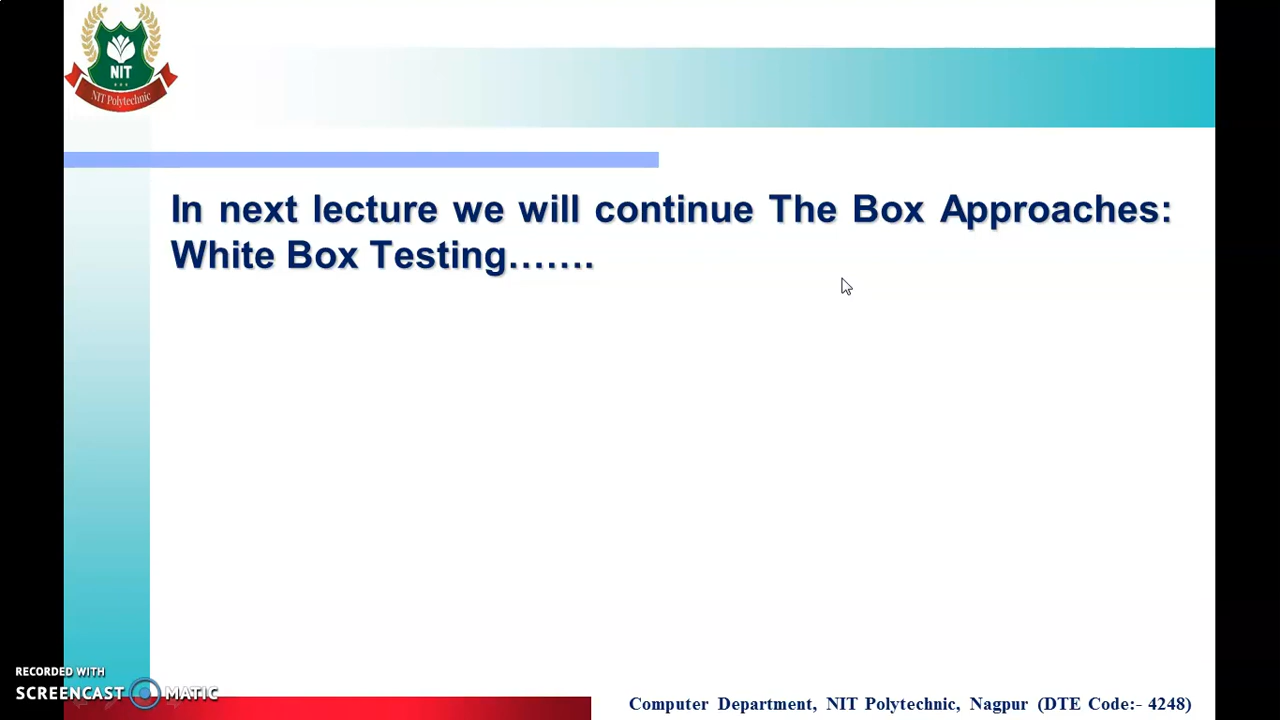 NIT
NIT Polytechnic
In next lecture we will continue The Box Approaches:
White Box Testing…….
RECORDED WITH
SCREENCAST MATIC
Computer Department, NIT Polytechnic, Nagpur (DTE Code:- 4248)